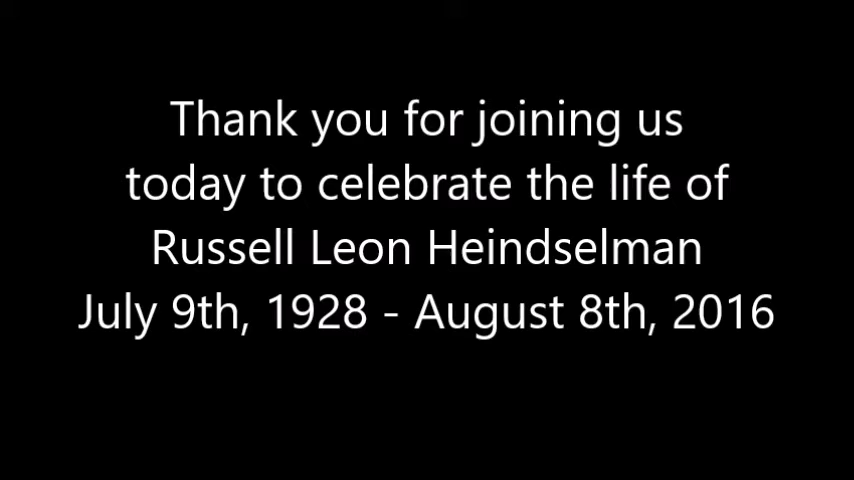 Thank you for joining us
today to celebrate the life of
Russell Leon Heindselman
July 9th, 1928 - August 8th, 2016